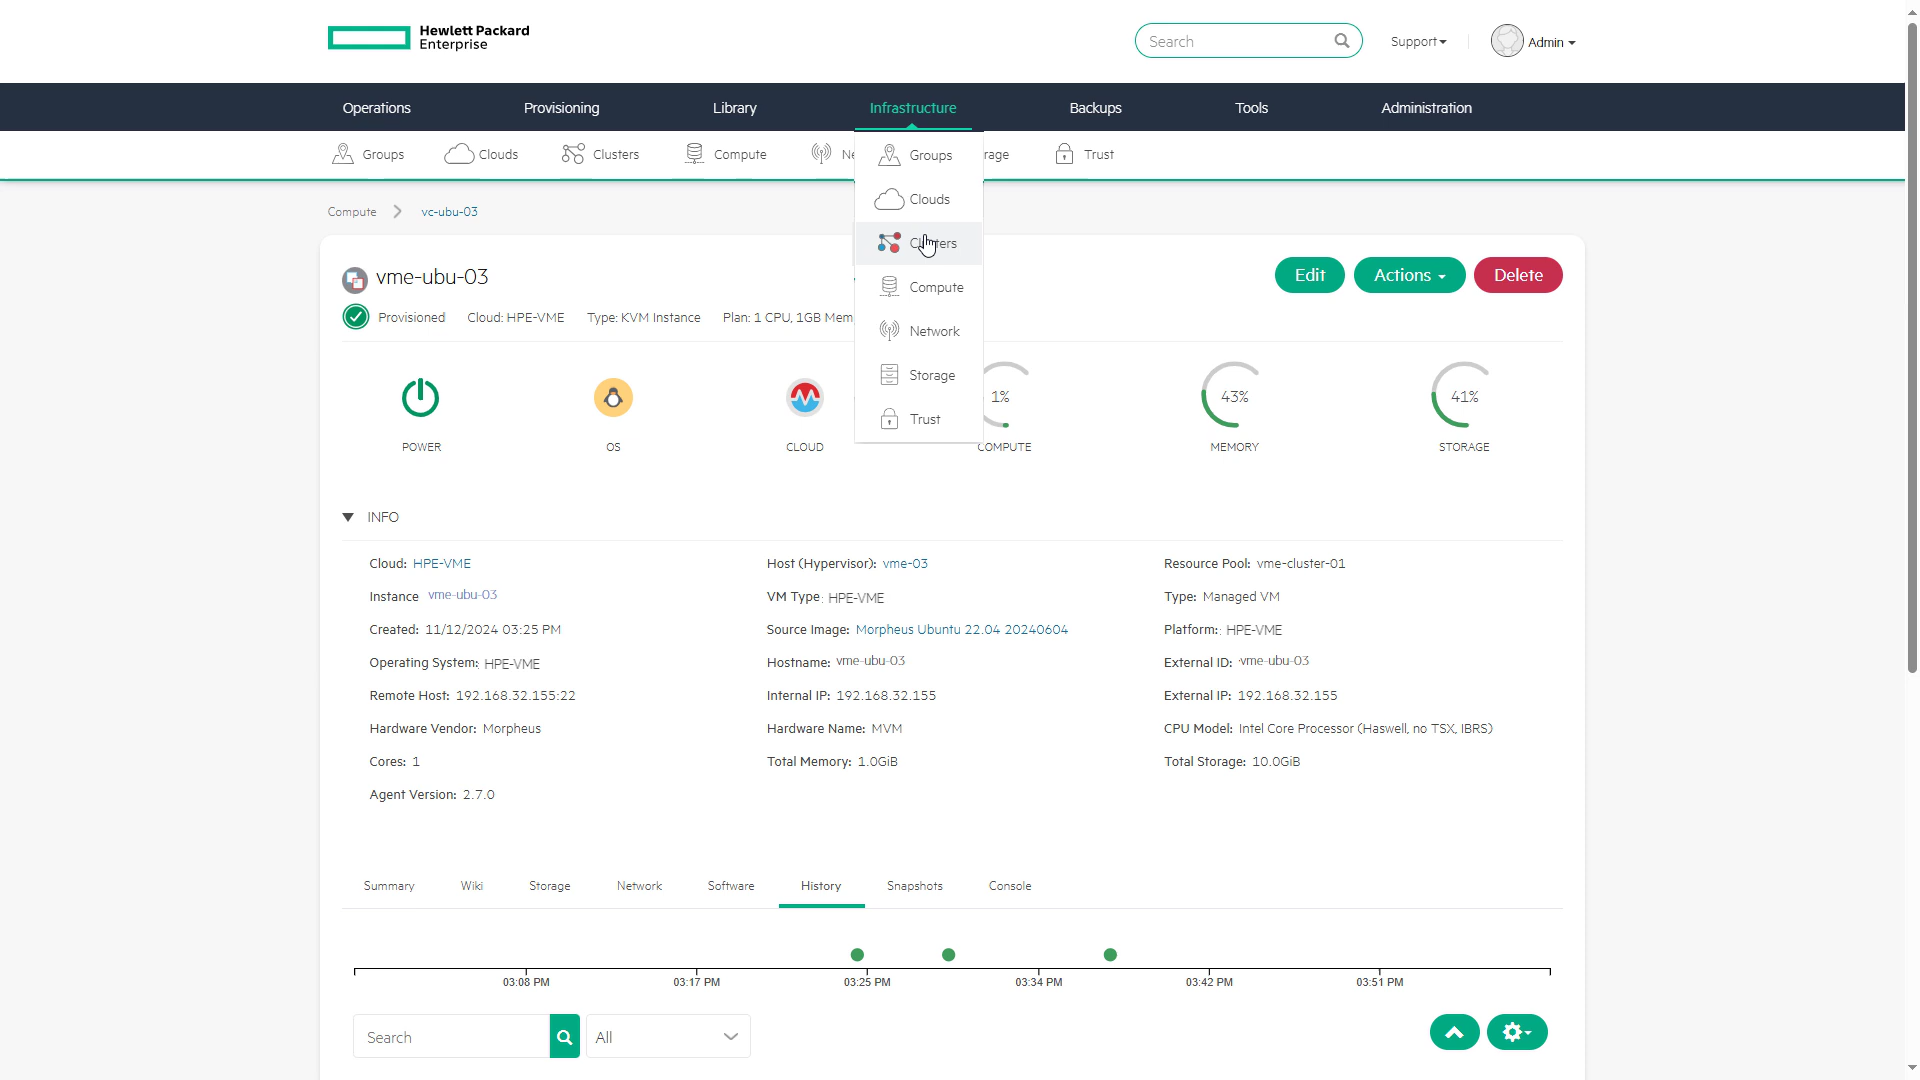 Hewlett Packard
Enterprise
Search
Support
Admin
Operations
Provisioning
Library
Infrastructure
Backups
Tools
Administration
Groups
Clouds
Clusters
Compute
Ne
rage
Trust
Groups
Clouds
Clusters
Compute
Network
Storage
Trust
Compute
vc-ubu-03
vme-ubu-03
Edit
Actions
Delete
Provisioned
Cloud: HPE-VME
Type: KVM Instance
Plan: 1 CPU, 1GB Mem
1%
43%
41%
POWER
OS
CLOUD
COMPUTE
MEMORY
STORAGE
INFO
Cloud: HPE-VME
Host (Hypervisor): vme-03
Resource Pool: vme-cluster-01
Instance vme-ubu-03
VM Type: HPE-VME
Type: Managed VM
Created: 11/12/2024 03:25 PM
Source Image: Morpheus Ubuntu 22.04 20240604
Platform: HPE-VME
Operating System: HPE-VME
Hostname: vme-ubu-03
External ID: vme-ubu-03
Remote Host: 192.168.32.155:22
Internal IP: 192.168.32.155
External IP: 192.168.32.155
Hardware Vendor: Morpheus
Hardware Name: MVM
CPU Model: Intel Core Processor (Haswell, no TSX, IBRS)
Cores: 1
Total Memory: 1.0GiB
Total Storage: 10.0GiB
Agent Version: 2.7.0
Summary
Wiki
Storage
Network
Software
History
Snapshots
Console
03:08 PM
03:17 PM
03:25 PM
03:34 PM
03:42 PM
03:51 PM
Search
All